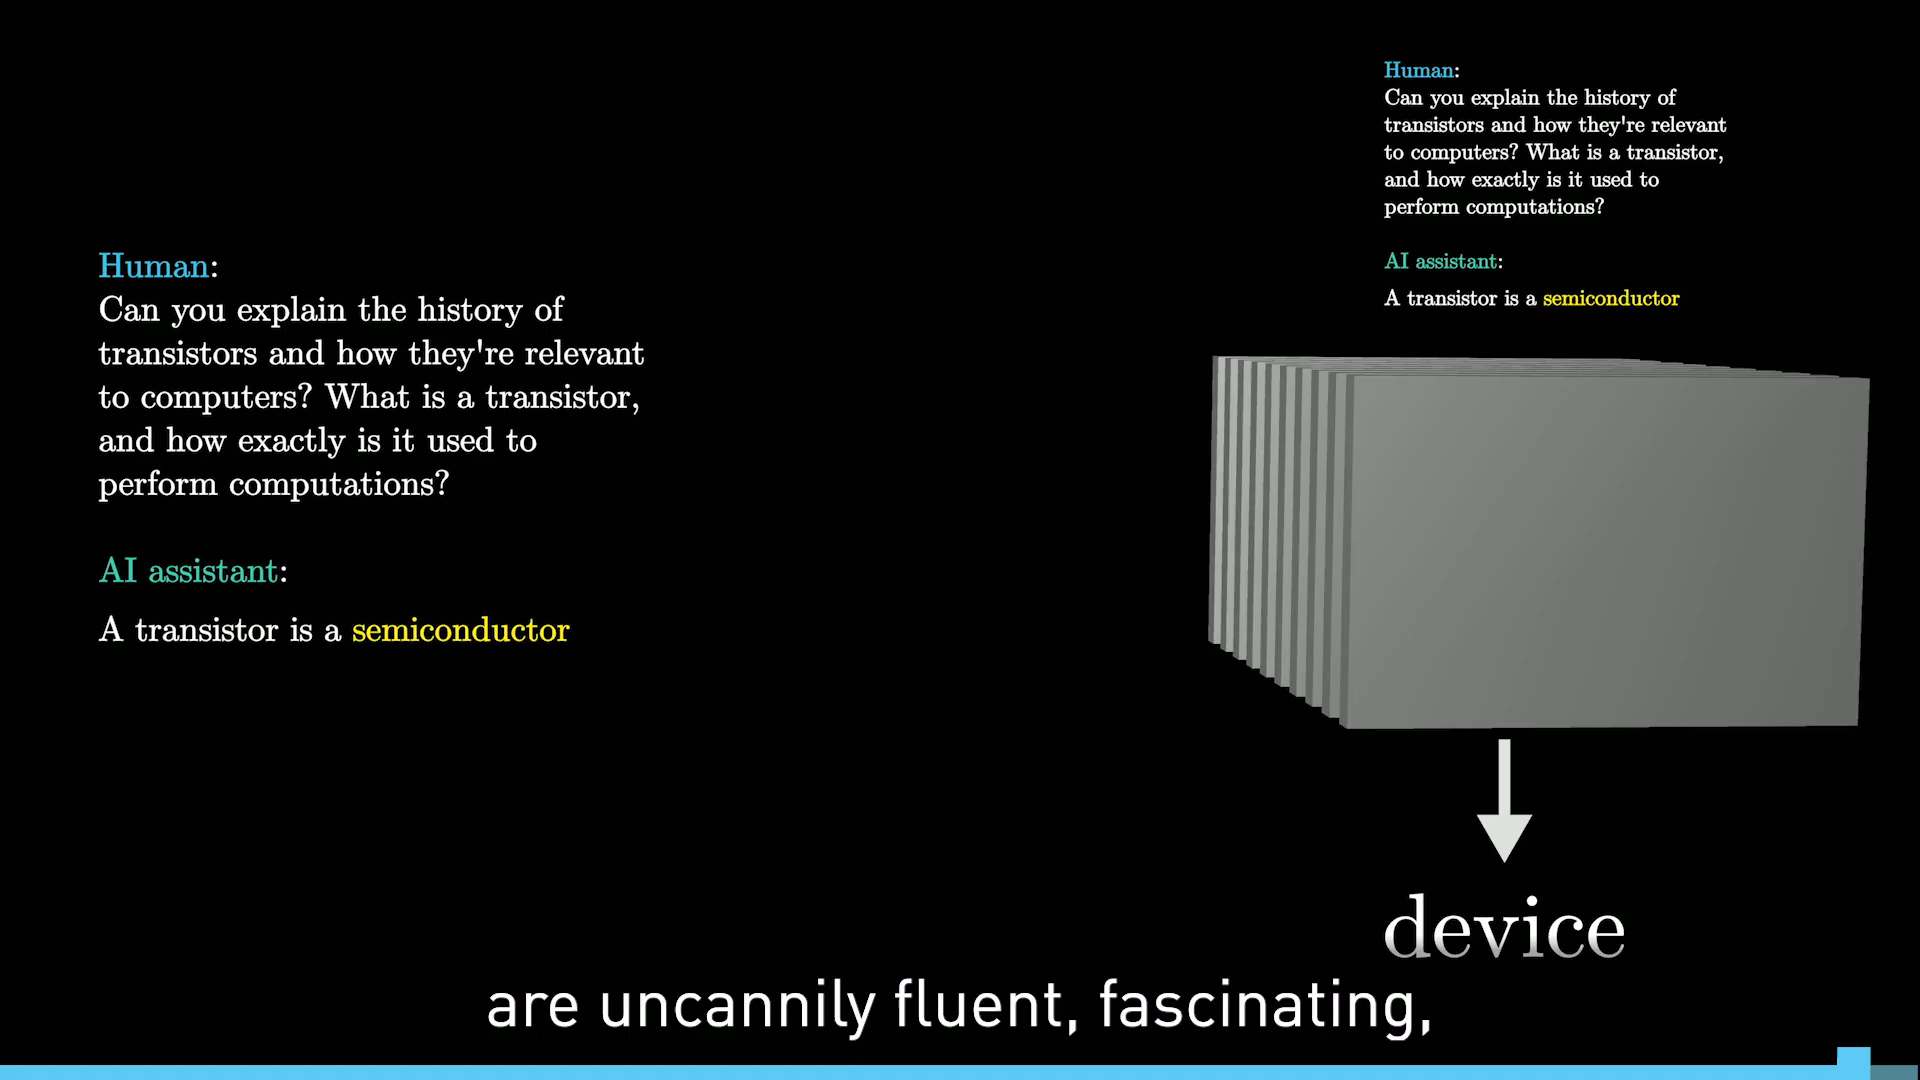 Human:
Can you explain the history of
transistors and how they're relevant
to computers? What is a transistor,
and how exactly is it used to
perform computations?
AI assistant:
A transistor is a semiconductor
Human:
Can you explain the history of
transistors and how they're relevant
to computers? What is a transistor,
and how exactly is it used to
perform computations?
AI assistant:
A transistor is a semiconductor
device
are uncannily fluent, fascinating,